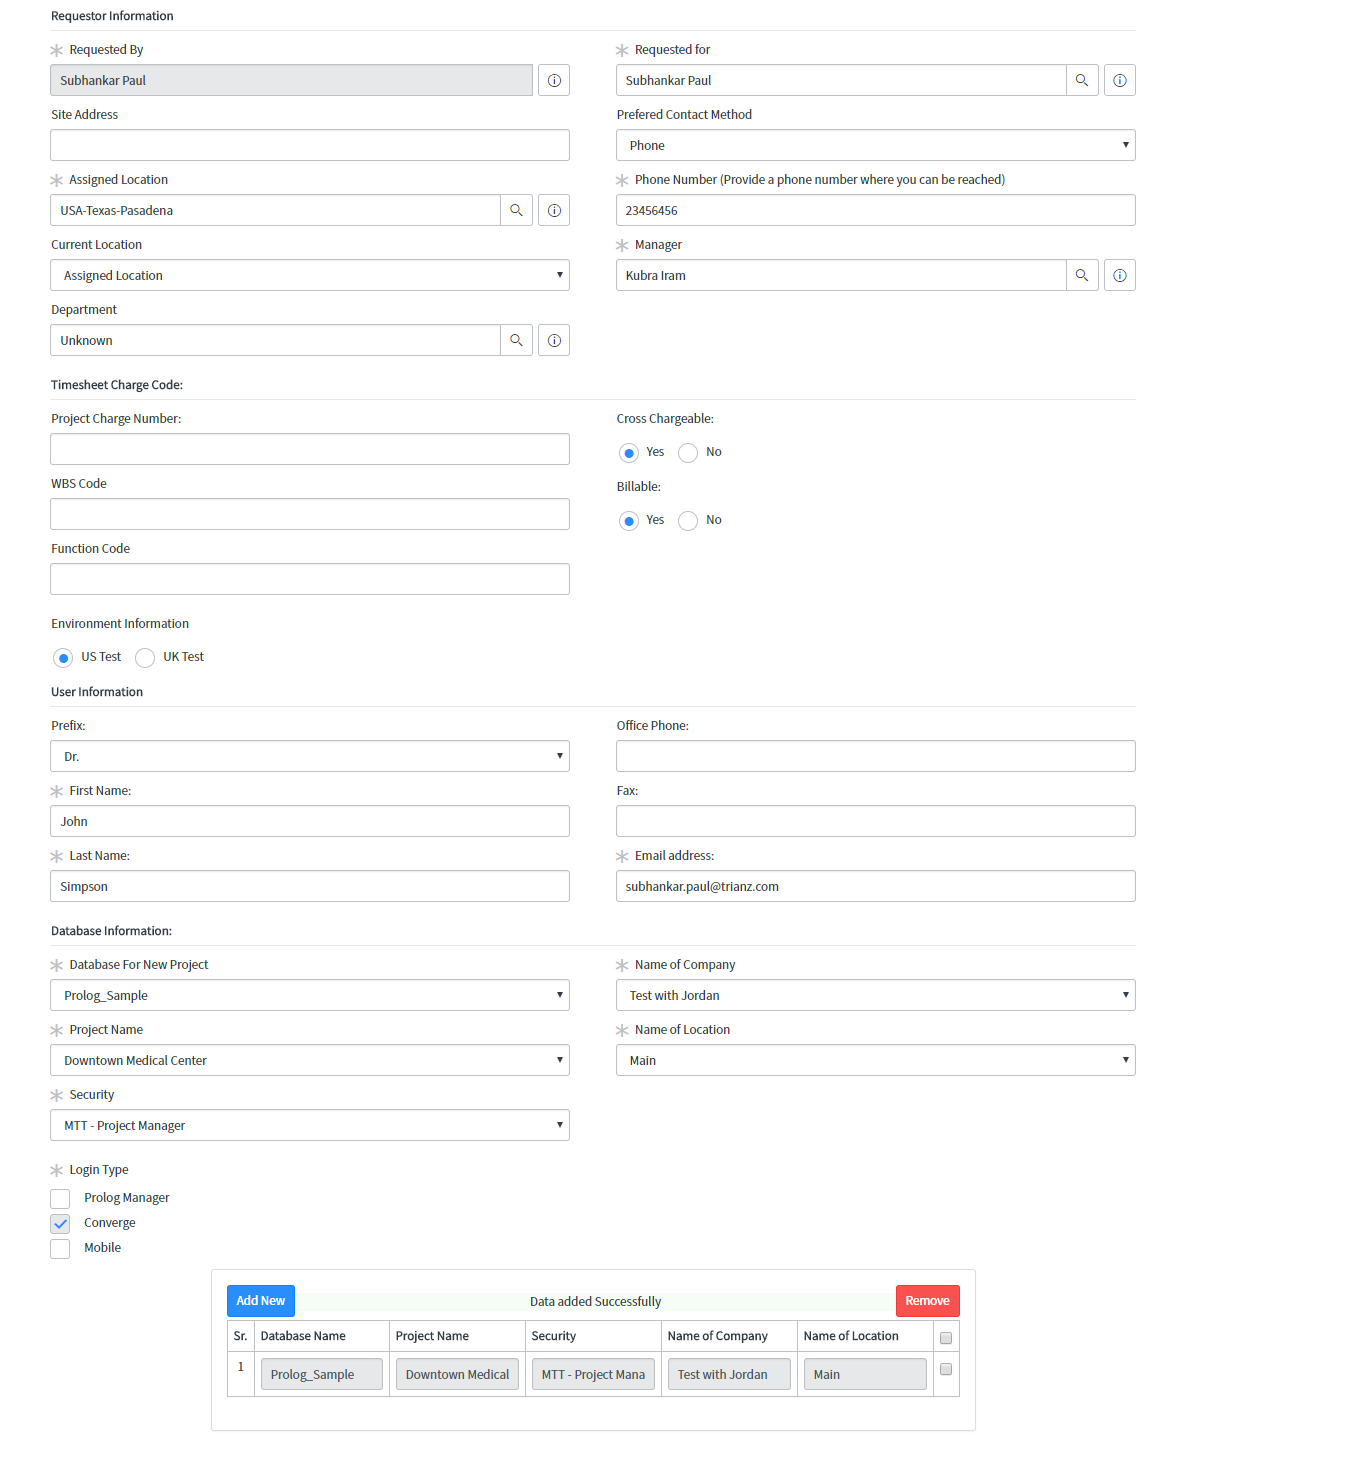 Requestor Information
Requested By
Requested for
Subhankar Paul
Subhankar Paul
Site Address
Prefered Contact Method
Phone
Assigned Location
Phone Number (Provide a phone number where you can be reached)
USA-Texas-Pasadena
23456456
Current Location
Manager
Assigned Location
Kubra Iram
Department
Unknown
Timesheet Charge Code:
Project Charge Number:
Cross Chargeable:
Yes No
WBS Code
Billable:
Yes No
Function Code
Environment Information
US Test UK Test
User Information
Prefix:
Office Phone:
Dr.
First Name:
Fax:
John
Last Name:
Email address:
Simpson
subhankar.paul@trianz.com
Database Information:
Database For New Project
Name of Company
Prolog_Sample
Test with Jordan
Project Name
Name of Location
Downtown Medical Center
Main
Security
MTT - Project Manager
Login Type
Prolog Manager
Converge
Mobile
Add New Data added Successfully Remove
Sr. Database Name Project Name Security Name of Company Name of Location
1 Prolog_Sample Downtown Medical MTT - Project Mana Test with Jordan Main